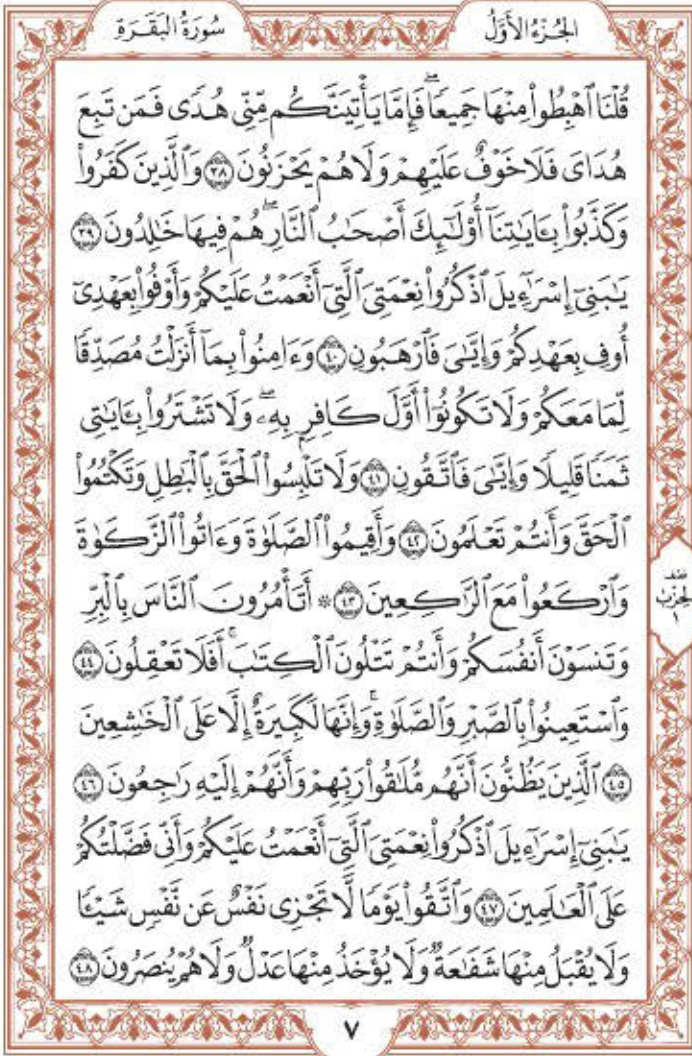 سُورَةُ البَقَرَةِ
الجُزْءُ الأَوَّلُ
قُلْنَا ٱهْبِطُوا۟ مِنْهَا جَمِيعًاۖ فَإِمَّا يَأْتِيَنَّكُم مِّنِّى هُدًى فَمَن تَبِعَ
هُدَاىَ فَلَا خَوْفٌ عَلَيْهِمْ وَلَا هُمْ يَحْزَنُونَ ٣٨ وَٱلَّذِينَ كَفَرُوا۟
وَكَذَّبُوا۟ بِـَٔايَـٰتِنَآ أُو۟لَـٰٓئِكَ أَصْحَـٰبُ ٱلنَّارِۖ هُمْ فِيهَا خَـٰلِدُونَ ٣٩
يَـٰبَنِىٓ إِسْرَٰٓءِيلَ ٱذْكُرُوا۟ نِعْمَتِىَ ٱلَّتِىٓ أَنْعَمْتُ عَلَيْكُمْ وَأَوْفُوا۟ بِعَهْدِىٓ
أُوفِ بِعَهْدِكُمْ وَإِيَّـٰىَ فَٱرْهَبُونِ ٤٠ وَءَامِنُوا۟ بِمَآ أَنزَلْتُ مُصَدِّقًا
لِّمَا مَعَكُمْ وَلَا تَكُونُوٓا۟ أَوَّلَ كَافِرٍۭ بِهِۦۖ وَلَا تَشْتَرُوا۟ بِـَٔايَـٰتِى
ثَمَنًا قَلِيلًا وَإِيَّـٰىَ فَٱتَّقُونِ ٤١ وَلَا تَلْبِسُوا۟ ٱلْحَقَّ بِٱلْبَـٰطِلِ وَتَكْتُمُوا۟
ٱلْحَقَّ وَأَنتُمْ تَعْلَمُونَ ٤٢ وَأَقِيمُوا۟ ٱلصَّلَوٰةَ وَءَاتُوا۟ ٱلزَّكَوٰةَ
وَٱرْكَعُوا۟ مَعَ ٱلرَّٰكِعِينَ ٤٣ ۞ أَتَأْمُرُونَ ٱلنَّاسَ بِٱلْبِرِّ
نصف
الحزب
١
وَتَنسَوْنَ أَنفُسَكُمْ وَأَنتُمْ تَتْلُونَ ٱلْكِتَـٰبَۚ أَفَلَا تَعْقِلُونَ ٤٤
وَٱسْتَعِينُوا۟ بِٱلصَّبْرِ وَٱلصَّلَوٰةِۚ وَإِنَّهَا لَكَبِيرَةٌ إِلَّا عَلَى ٱلْخَـٰشِعِينَ
٤٥ ٱلَّذِينَ يَظُنُّونَ أَنَّهُم مُّلَـٰقُوا۟ رَبِّهِمْ وَأَنَّهُمْ إِلَيْهِ رَٰجِعُونَ ٤٦
يَـٰبَنِىٓ إِسْرَٰٓءِيلَ ٱذْكُرُوا۟ نِعْمَتِىَ ٱلَّتِىٓ أَنْعَمْتُ عَلَيْكُمْ وَأَنِّى فَضَّلْتُكُمْ
عَلَى ٱلْعَـٰلَمِينَ ٤٧ وَٱتَّقُوا۟ يَوْمًا لَّا تَجْزِى نَفْسٌ عَن نَّفْسٍ شَيْـًٔا
وَلَا يُقْبَلُ مِنْهَا شَفَـٰعَةٌ وَلَا يُؤْخَذُ مِنْهَا عَدْلٌ وَلَا هُمْ يُنصَرُونَ ٤٨
٧